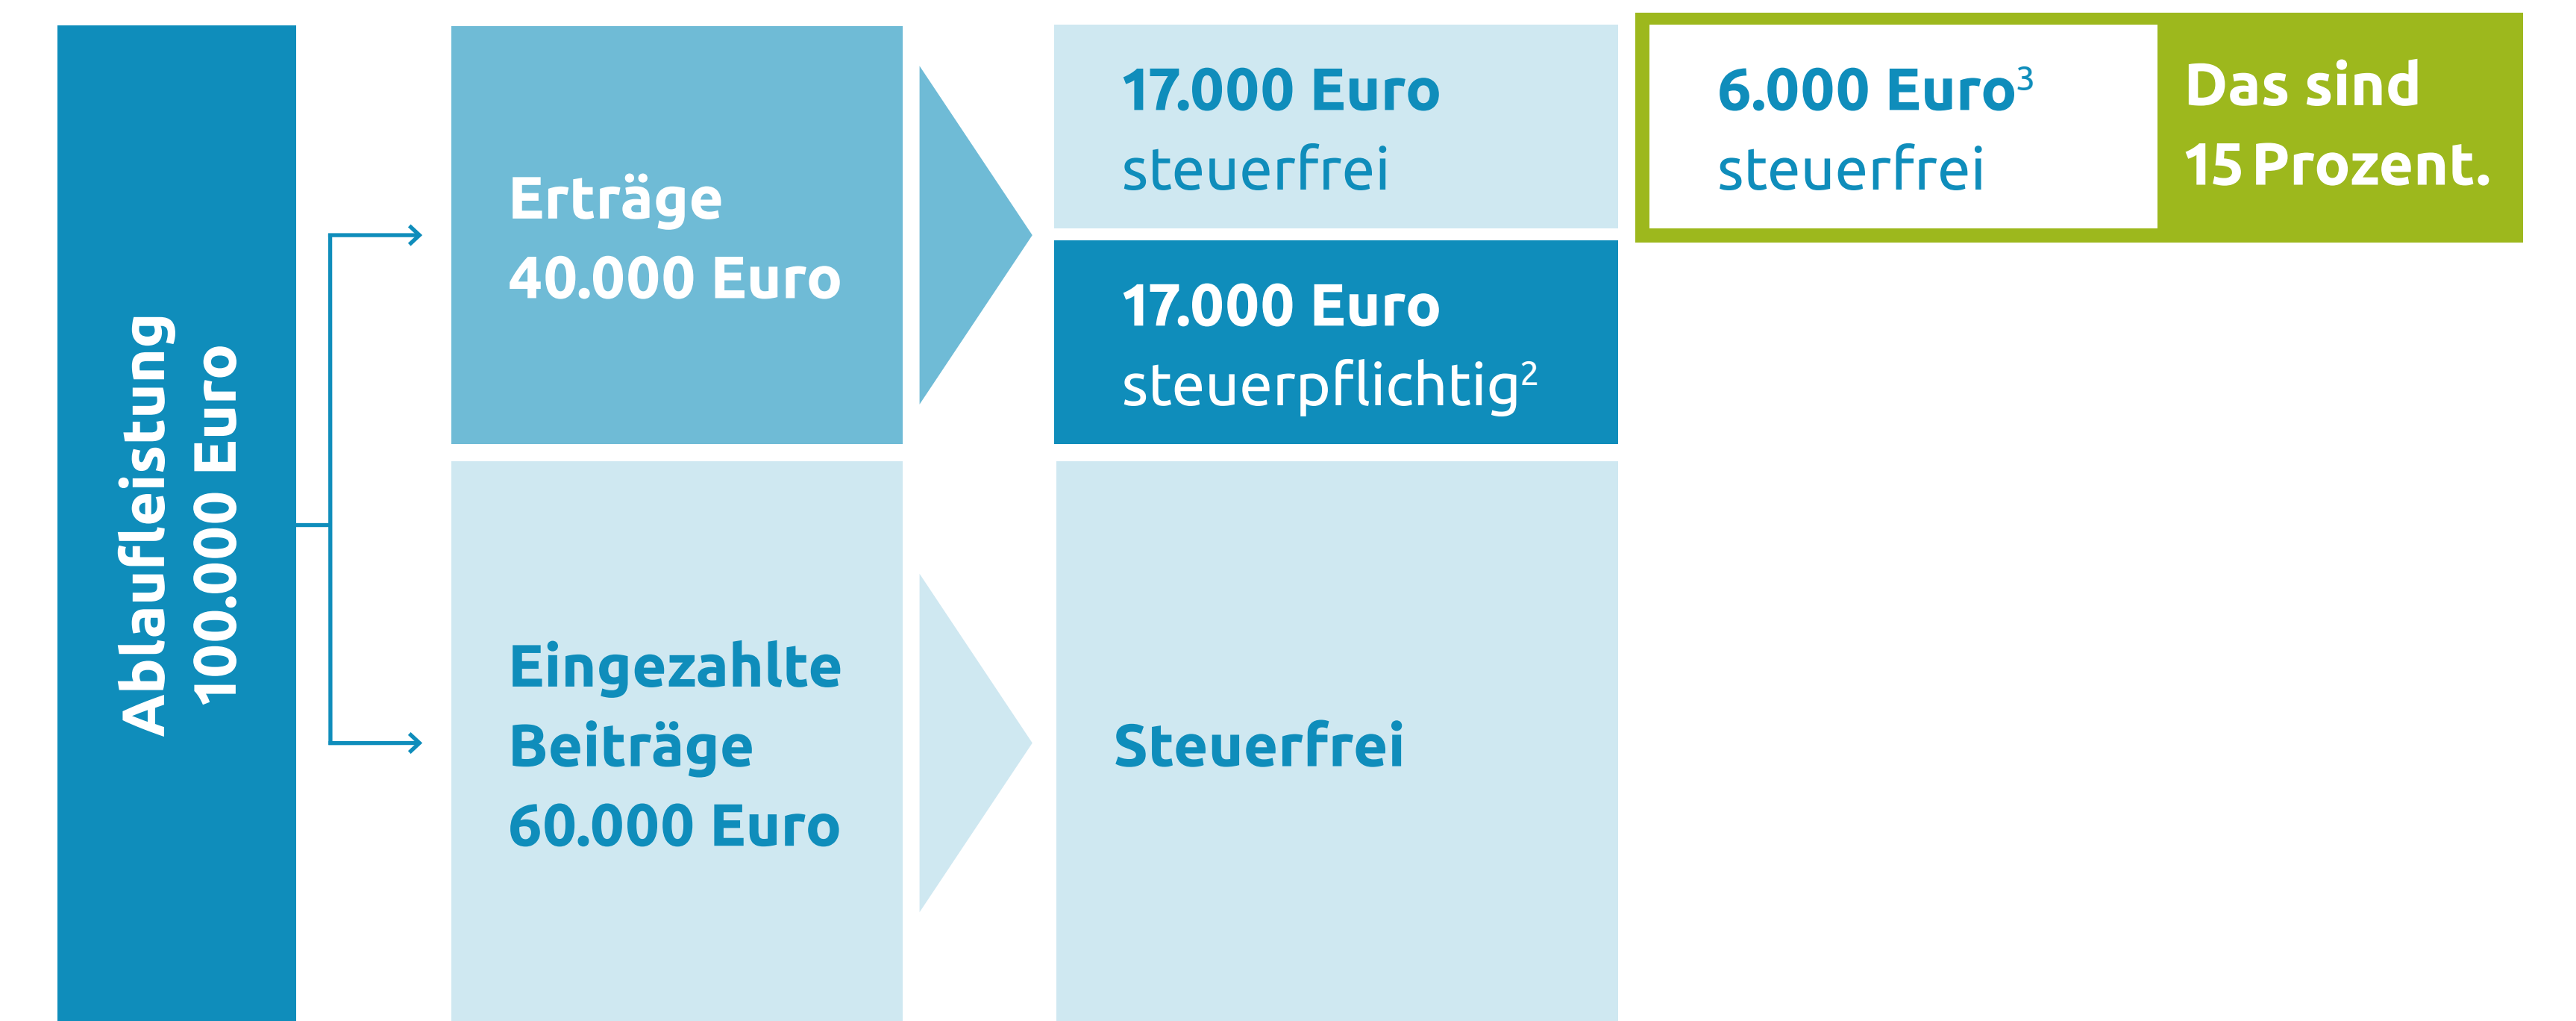 Ablaufleistung
100.000 Euro
Erträge
40.000 Euro
17.000 Euro
steuerfrei
6.000 Euro³
steuerfrei
Das sind
15 Prozent.
17.000 Euro
steuerpflichtig²
Eingezahlte
Beiträge
60.000 Euro
Steuerfrei